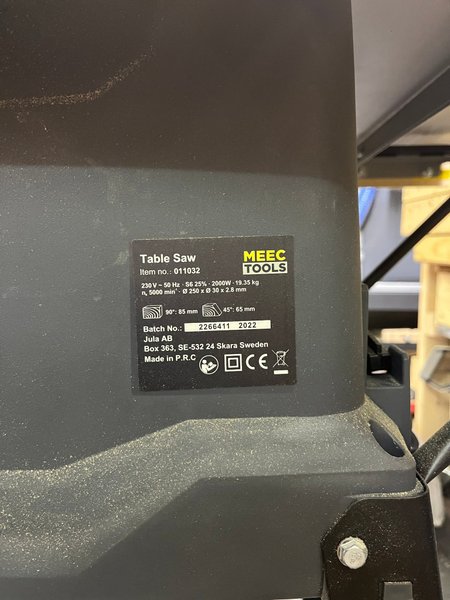 Table Saw
MEEC
TOOLS
Item no.: 011032
230 V ~ 50 Hz · S6 25% · 2000W · 19.35 kg
n₀ 5000 min⁻¹ · Ø 250 x Ø 30 x 2.8 mm
90°: 85 mm 45°: 65 mm
Batch No.: 2266411 2022
Jula AB
Box 363, SE-532 24 Skara Sweden
Made in P.R.C
CE